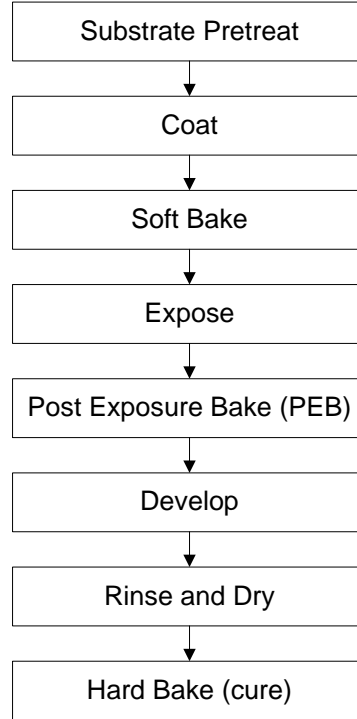 Substrate Pretreat
Coat
Soft Bake
Expose
Post Exposure Bake (PEB)
Develop
Rinse and Dry
Hard Bake (cure)